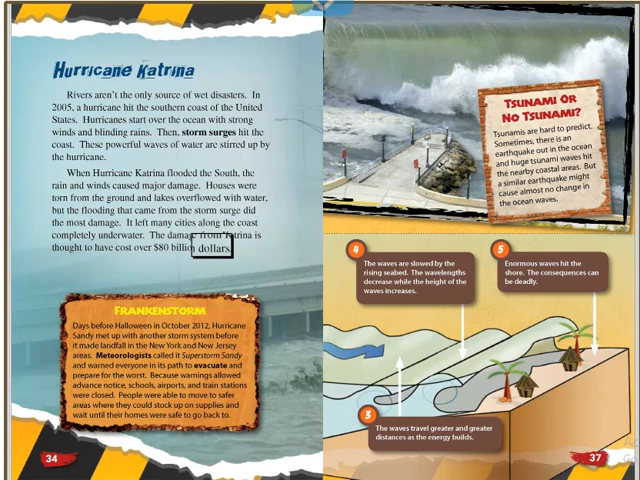 Hurricane Katrina
Rivers aren't the only source of wet disasters. In
2005, a hurricane hit the southern coast of the United
States. Hurricanes start over the ocean with strong
winds and blinding rains. Then, storm surges hit the
coast. These powerful waves of water are stirred up by
the hurricane.
When Hurricane Katrina flooded the South, the
rain and winds caused major damage. Houses were
torn from the ground and lakes overflowed with water,
but the flooding that came from the storm surge did
the most damage. It left many cities along the coast
completely underwater. The damage from Katrina is
thought to have cost over $80 billion dollars.
Frankenstorm
Days before Halloween in October 2012, Hurricane
Sandy met up with another storm system before
it made landfall in the New York and New Jersey
areas. Meteorologists called it Superstorm Sandy
and warned everyone in its path to evacuate and
prepare for the worst. Because warnings allowed
advance notice, schools, airports, and train stations
were closed. People were able to move to safer
areas where they could stock up on supplies and
wait until their homes were safe to go back to.
34
Tsunami Or
No Tsunami?
Tsunamis are hard to predict.
Sometimes, there is an
earthquake out in the ocean
and huge tsunami waves hit
the nearby coastal areas. But
a similar earthquake might
cause almost no change in
the ocean waves.
4
The waves are slowed by the
rising seabed. The wavelengths
decrease while the height of the
waves increases.
5
Enormous waves hit the
shore. The consequences can
be deadly.
3
The waves travel greater and greater
distances as the energy builds.
37